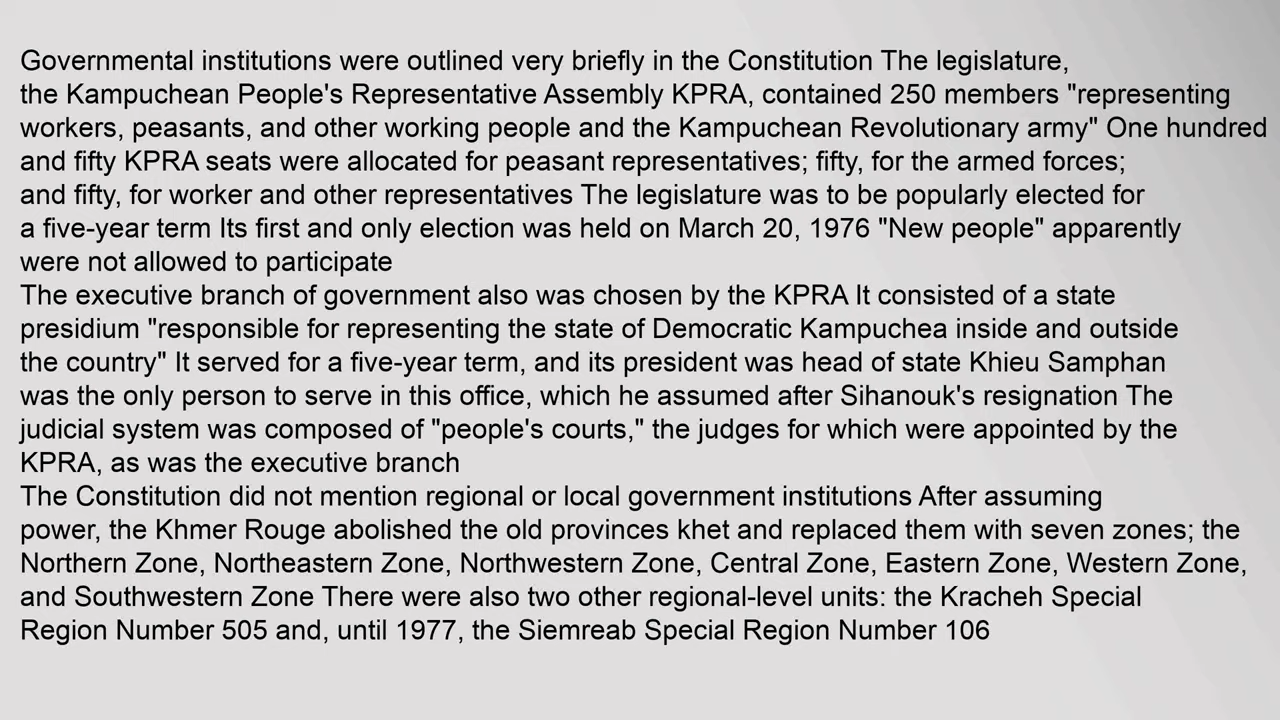 Governmental institutions were outlined very briefly in the Constitution The legislature,
the Kampuchean People's Representative Assembly KPRA, contained 250 members "representing
workers, peasants, and other working people and the Kampuchean Revolutionary army" One hundred
and fifty KPRA seats were allocated for peasant representatives; fifty, for the armed forces;
and fifty, for worker and other representatives The legislature was to be popularly elected for
a five-year term Its first and only election was held on March 20, 1976 "New people" apparently
were not allowed to participate
The executive branch of government also was chosen by the KPRA It consisted of a state
presidium "responsible for representing the state of Democratic Kampuchea inside and outside
the country" It served for a five-year term, and its president was head of state Khieu Samphan
was the only person to serve in this office, which he assumed after Sihanouk's resignation The
judicial system was composed of "people's courts," the judges for which were appointed by the
KPRA, as was the executive branch
The Constitution did not mention regional or local government institutions After assuming
power, the Khmer Rouge abolished the old provinces khet and replaced them with seven zones; the
Northern Zone, Northeastern Zone, Northwestern Zone, Central Zone, Eastern Zone, Western Zone,
and Southwestern Zone There were also two other regional-level units: the Kracheh Special
Region Number 505 and, until 1977, the Siemreab Special Region Number 106